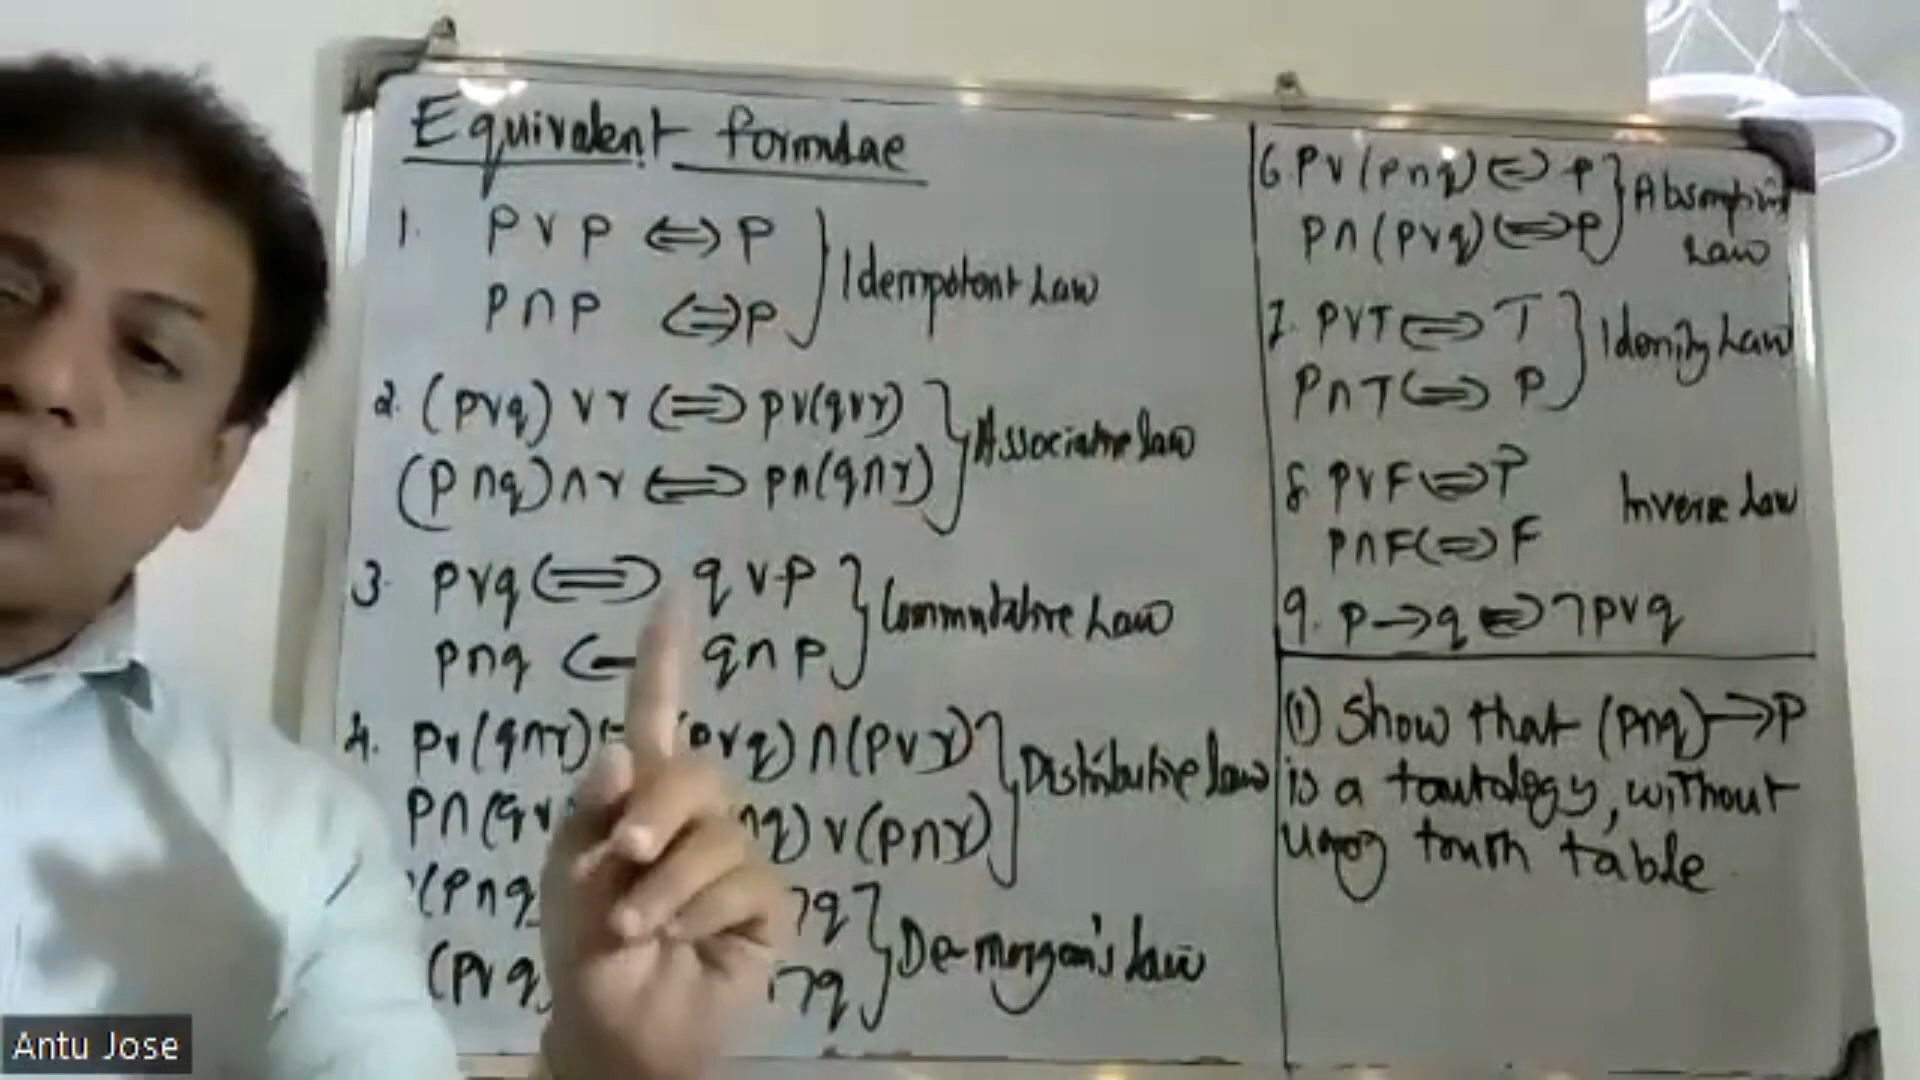 Equivalent formulae
1. p ∨ p ⇔ p
p ∩ p ⇔ p
Idempotent Law
2. (p∨q) ∨ r ⇔ p∨(q∨r)
(p∩q)∩r ⇔ p∩(q∩r)
Associative law
3. p∨q ⇔ q∨p
p∩q q∩p
Commutative Law
4. p∨(q∩r) (p∨q)∩(p∨r)
p∩(q∨ q)∨(p∩r)
Distributive law
(p∩q ¬q
(p∨q ¬q
De-morgan's law
6. p∨(p∩q) ⇔ p
p∩(p∨q) ⇔ p
Absorption Law
7. p∨T ⇔ T
p∩T ⇔ p
Idenity Law
8. p∨F ⇔ P
p∩F ⇔ F
Inverse Law
9. p→q ⇔ ¬p∨q
(1) Show that (p∩q)→p
is a tautology, without
using truth table
Antu Jose